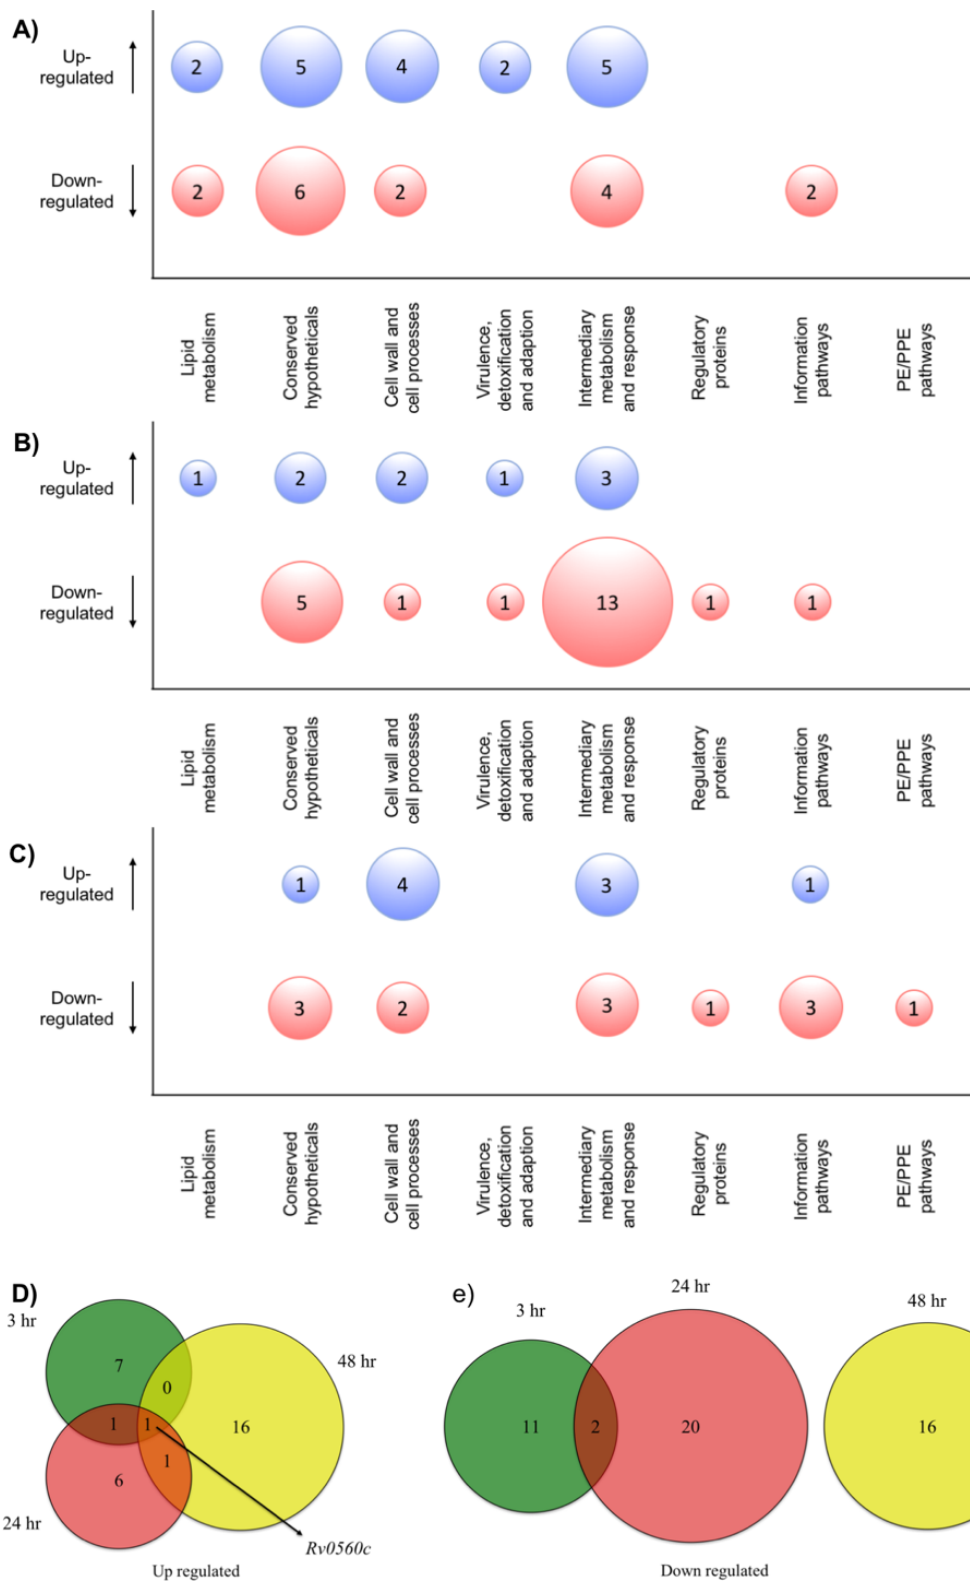 A)
Up-
regulated
2
5
4
2
5
Down-
regulated
2
6
2
4
2
Lipid
metabolism
Conserved
hypotheticals
Cell wall and
cell processes
Virulence,
detoxification
and adaption
Intermediary
metabolism
and response
Regulatory
proteins
Information
pathways
PE/PPE
pathways
B)
Up-
regulated
1
2
2
1
3
Down-
regulated
5
1
1
13
1
1
Lipid
metabolism
Conserved
hypotheticals
Cell wall and
cell processes
Virulence,
detoxification
and adaption
Intermediary
metabolism
and response
Regulatory
proteins
Information
pathways
PE/PPE
pathways
C)
Up-
regulated
1
4
3
1
Down-
regulated
3
2
3
1
3
1
Lipid
metabolism
Conserved
hypotheticals
Cell wall and
cell processes
Virulence,
detoxification
and adaption
Intermediary
metabolism
and response
Regulatory
proteins
Information
pathways
PE/PPE
pathways
D)
3 hr
7
0
48 hr
1
1
16
1
6
24 hr
Rv0560c
Up regulated
e)
3 hr
24 hr
48 hr
11
2
20
16
Down regulated